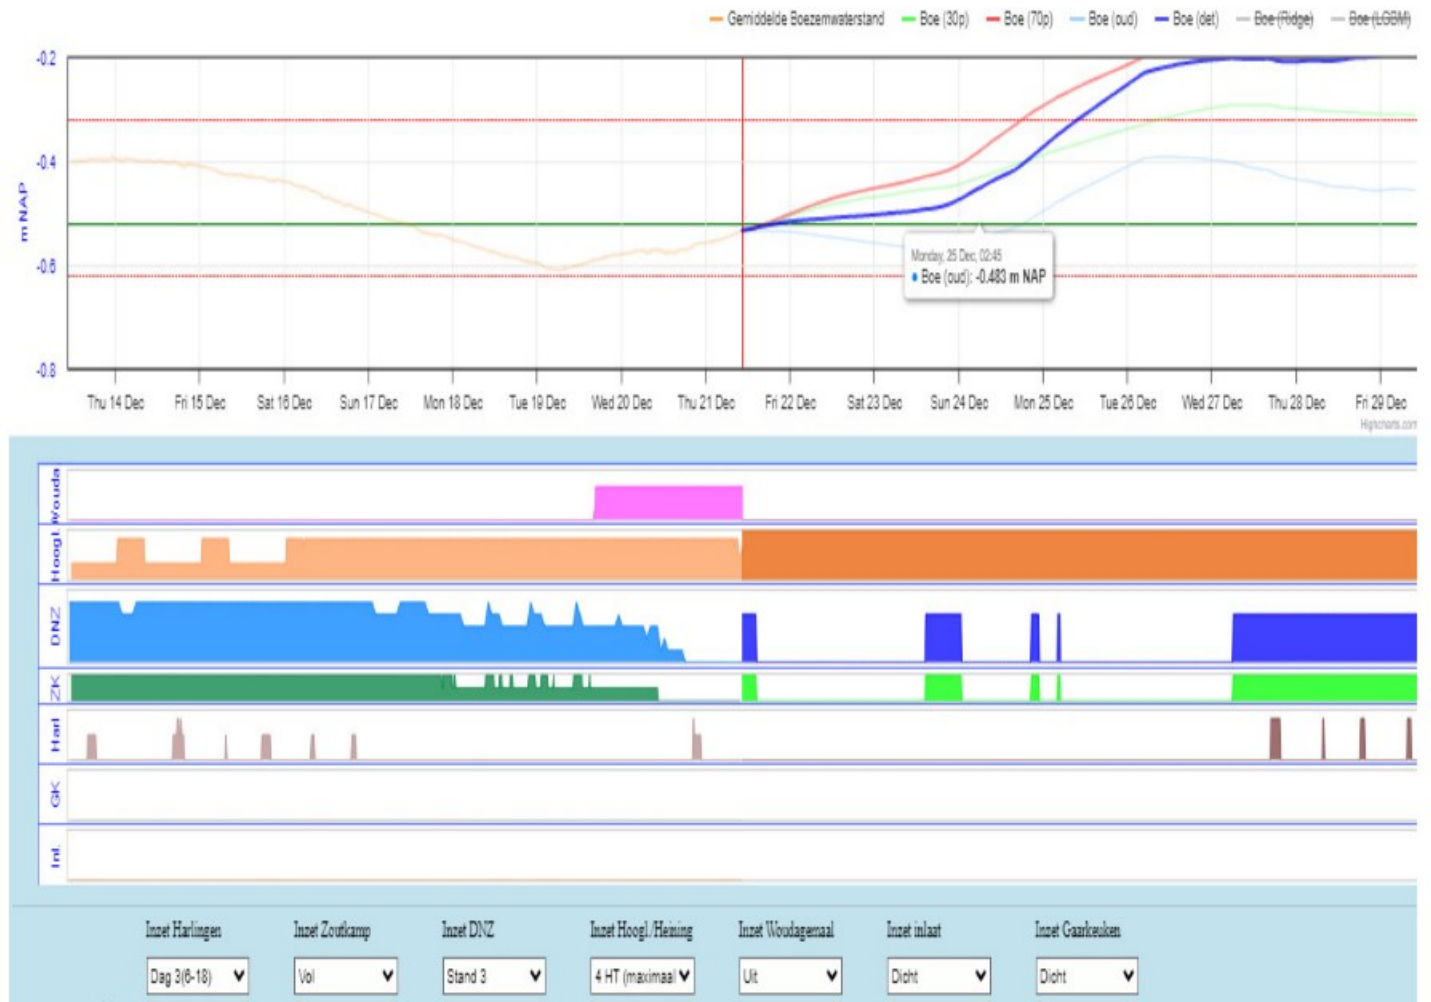 Gemiddelde Boezemwaterstand Boe (30p) Boe (70p) Boe (oud) Boe (det) Boe (Ridge) Boe (LGBM)
-0.2
-0.4
m NAP
-0.6
-0.8
Monday, 25 Dec, 02:45
Boe (oud): -0.483 m NAP
Thu 14 Dec Fri 15 Dec Sat 16 Dec Sun 17 Dec Mon 18 Dec Tue 19 Dec Wed 20 Dec Thu 21 Dec Fri 22 Dec Sat 23 Dec Sun 24 Dec Mon 25 Dec Tue 26 Dec Wed 27 Dec Thu 28 Dec Fri 29 Dec
Highcharts.com
Wouda
Hoogl.
DNZ
ZK
Harl
GK
Inl.
Inzet Harlingen Inzet Zoutkamp Inzet DNZ Inzet Hoogl./Heining Inzet Woudagemaal Inzet inlaat Inzet Gaarkeuken
Dag 3(6-18) Vol Stand 3 4 HT (maximaal Uit Dicht Dicht